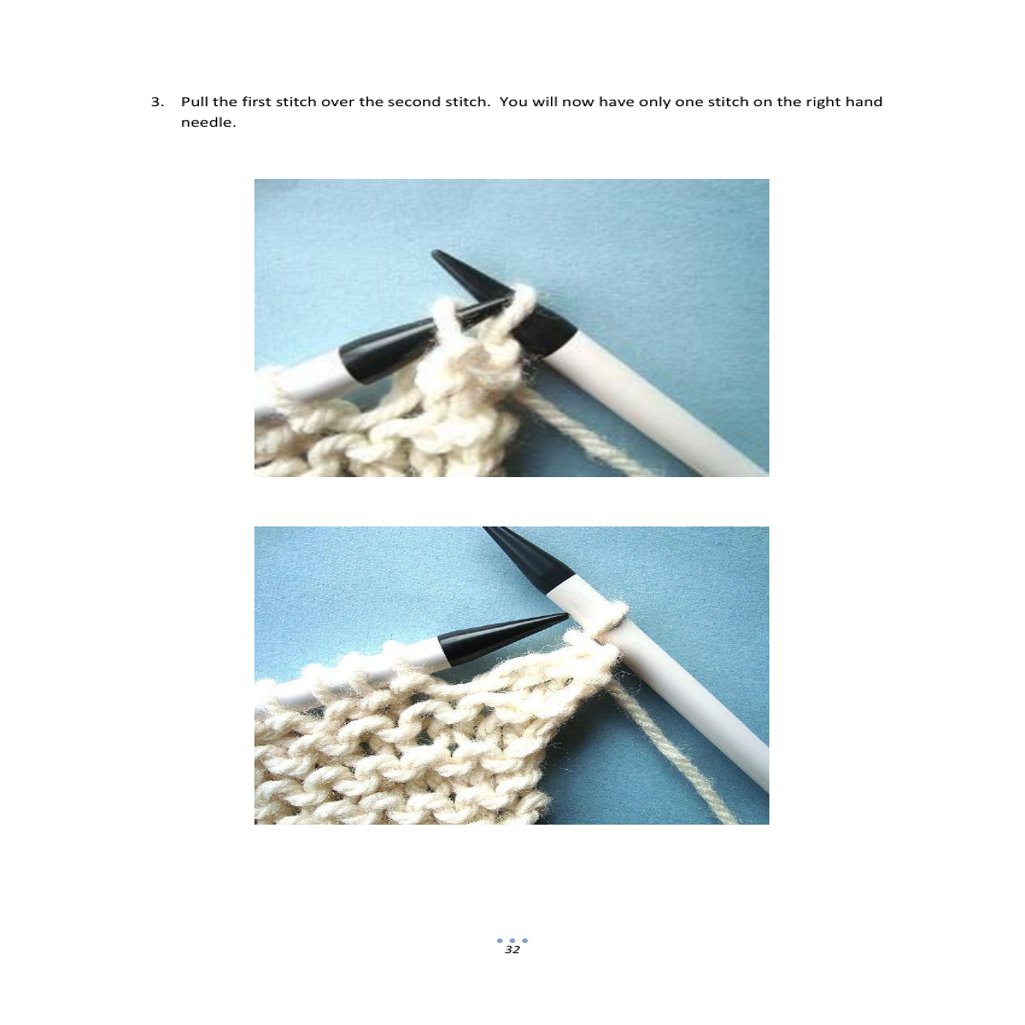 3. Pull the first stitch over the second stitch.  You will now have only one stitch on the right hand
needle.
32